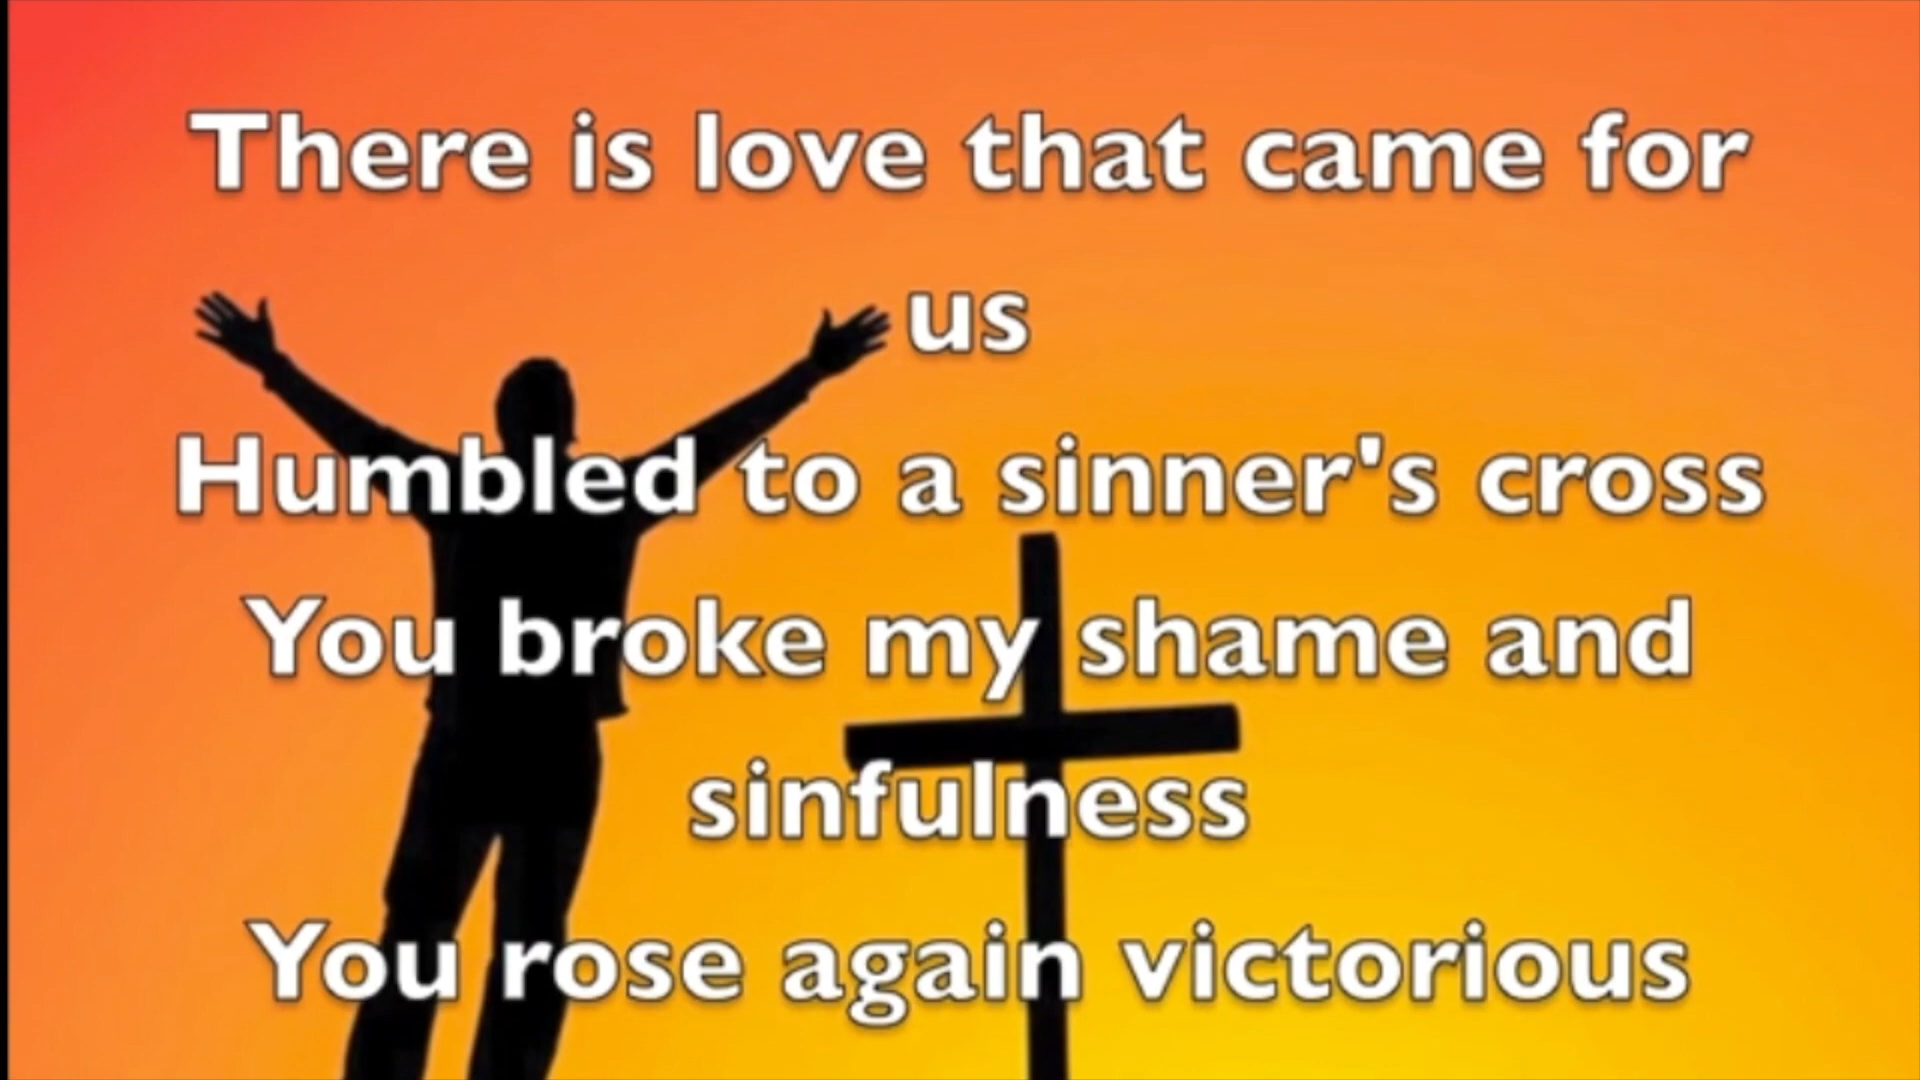 There is love that came for
us
Humbled to a sinner's cross
You broke my shame and
sinfulness
You rose again victorious